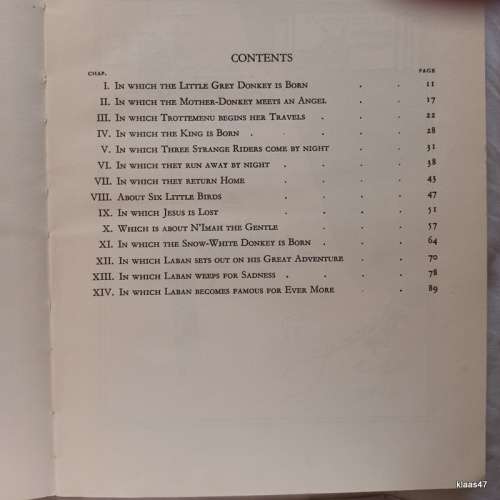 CONTENTS
CHAP. PAGE
I. In which the Little Grey Donkey is Born . . 11
II. In which the Mother-Donkey meets an Angel . . 17
III. In which Trottemenu begins her Travels . . . 22
IV. In which the King is Born . . . . 28
V. In which Three Strange Riders come by night . . 31
VI. In which they run away by night . . . . 38
VII. In which they return Home . . . 43
VIII. About Six Little Birds . . . 47
IX. In which Jesus is Lost . . . 51
X. Which is about N'Imah the Gentle . . . 57
XI. In which the Snow-White Donkey is Born . . . 64
XII. In which Laban sets out on his Great Adventure . . 70
XIII. In which Laban weeps for Sadness . . . 78
XIV. In which Laban becomes famous for Ever More . . 89
klaas47